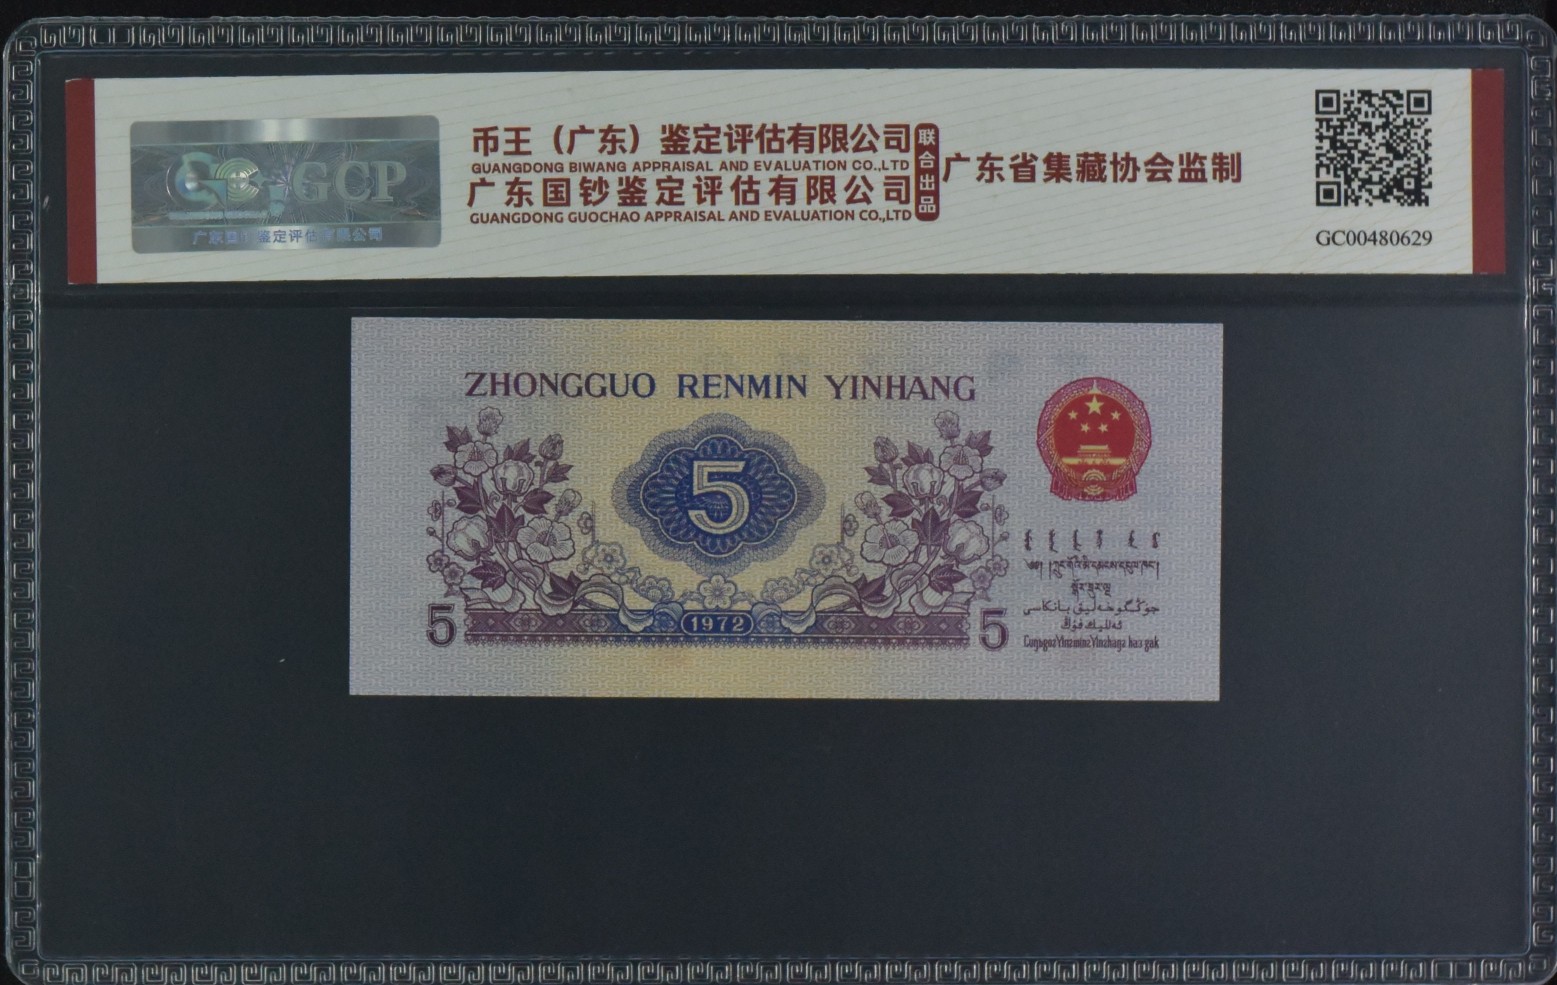 GCP
广东国钞鉴定评估有限公司
币王（广东）鉴定评估有限公司
GUANGDONG BIWANG APPRAISAL AND EVALUATION CO.,LTD
广东国钞鉴定评估有限公司
GUANGDONG GUOCHAO APPRAISAL AND EVALUATION CO.,LTD
联合出品
广东省集藏协会监制
GC00480629
ZHONGGUO RENMIN YINHANG
5
1972
5
5